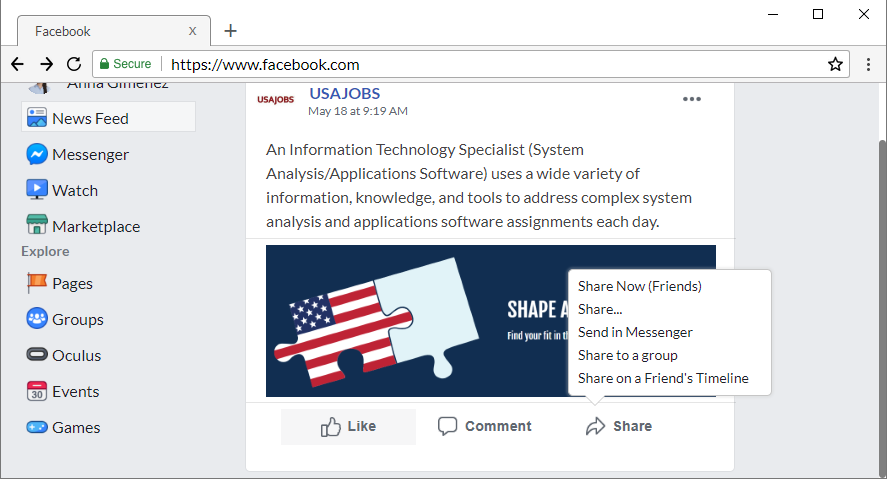 Facebook
X
+
Secure
https://www.facebook.com
Anna Gimenez
News Feed
Messenger
Watch
Marketplace
Explore
Pages
Groups
Oculus
30
Events
Games
USAJOBS
USAJOBS
May 18 at 9:19 AM
An Information Technology Specialist (System
Analysis/Applications Software) uses a wide variety of
information, knowledge, and tools to address complex system
analysis and applications software assignments each day.
SHAPE A
Find your fit in th
Share Now (Friends)
Share...
Send in Messenger
Share to a group
Share on a Friend's Timeline
Like
Comment
Share